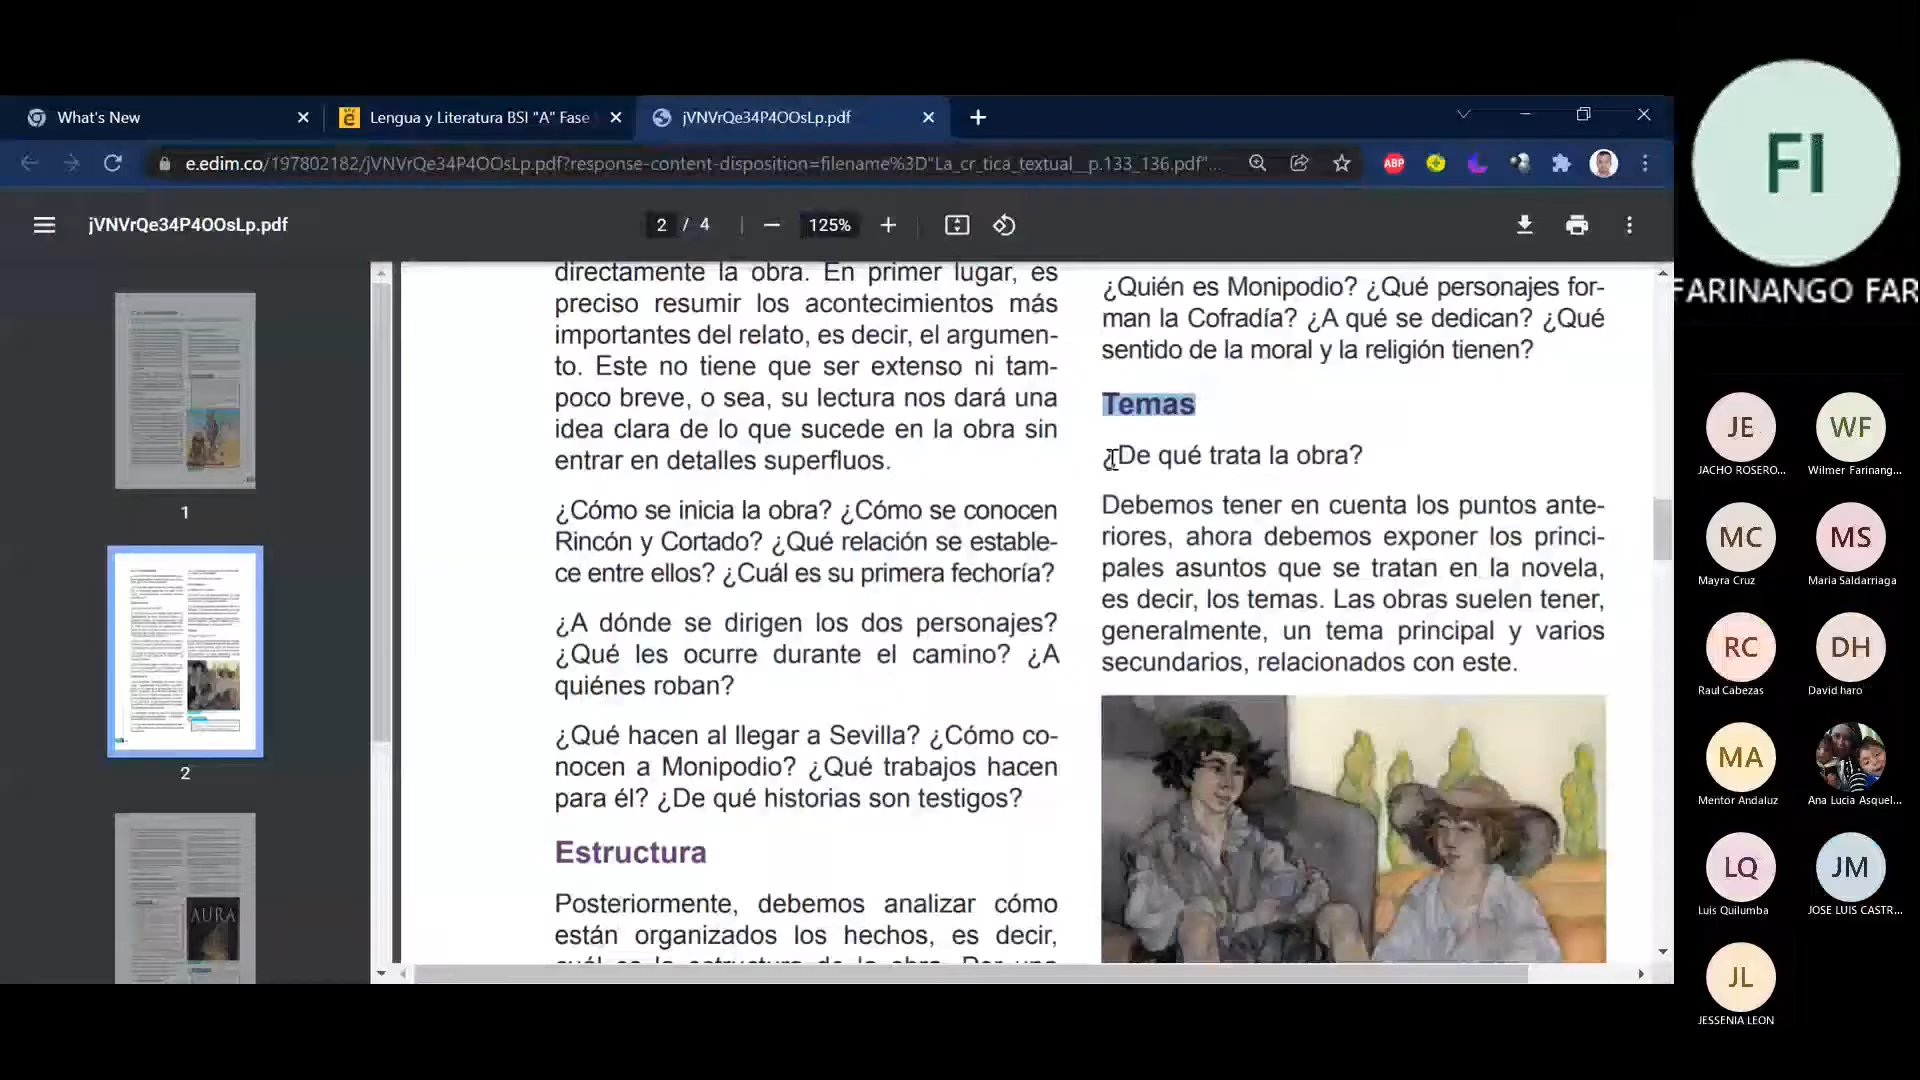 What's New
Lengua y Literatura BSI "A" Fase
jVNVrQe34P4OOsLp.pdf
e.edim.co/197802182/jVNVrQe34P4OOsLp.pdf?response-content-disposition=filename%3D"La_cr_tica_textual__p.133_136.pdf"...
ABP
jVNVrQe34P4OOsLp.pdf
2 / 4
125%
1
2
AURA
directamente la obra. En primer lugar, es
preciso resumir los acontecimientos más
importantes del relato, es decir, el argumen-
to. Este no tiene que ser extenso ni tam-
poco breve, o sea, su lectura nos dará una
idea clara de lo que sucede en la obra sin
entrar en detalles superfluos.
¿Cómo se inicia la obra? ¿Cómo se conocen
Rincón y Cortado? ¿Qué relación se estable-
ce entre ellos? ¿Cuál es su primera fechoría?
¿A dónde se dirigen los dos personajes?
¿Qué les ocurre durante el camino? ¿A
quiénes roban?
¿Qué hacen al llegar a Sevilla? ¿Cómo co-
nocen a Monipodio? ¿Qué trabajos hacen
para él? ¿De qué historias son testigos?
Estructura
Posteriormente, debemos analizar cómo
están organizados los hechos, es decir,
¿Quién es Monipodio? ¿Qué personajes for-
man la Cofradía? ¿A qué se dedican? ¿Qué
sentido de la moral y la religión tienen?
Temas
¿De qué trata la obra?
Debemos tener en cuenta los puntos ante-
riores, ahora debemos exponer los princi-
pales asuntos que se tratan en la novela,
es decir, los temas. Las obras suelen tener,
generalmente, un tema principal y varios
secundarios, relacionados con este.
FI
FARINANGO FAR
JE
JACHO ROSERO...
WF
Wilmer Farinang...
MC
Mayra Cruz
MS
Maria Saldarriaga
RC
Raul Cabezas
DH
David haro
MA
Mentor Andaluz
Ana Lucia Asquel...
LQ
Luis Quilumba
JM
JOSE LUIS CASTR...
JL
JESSENIA LEON